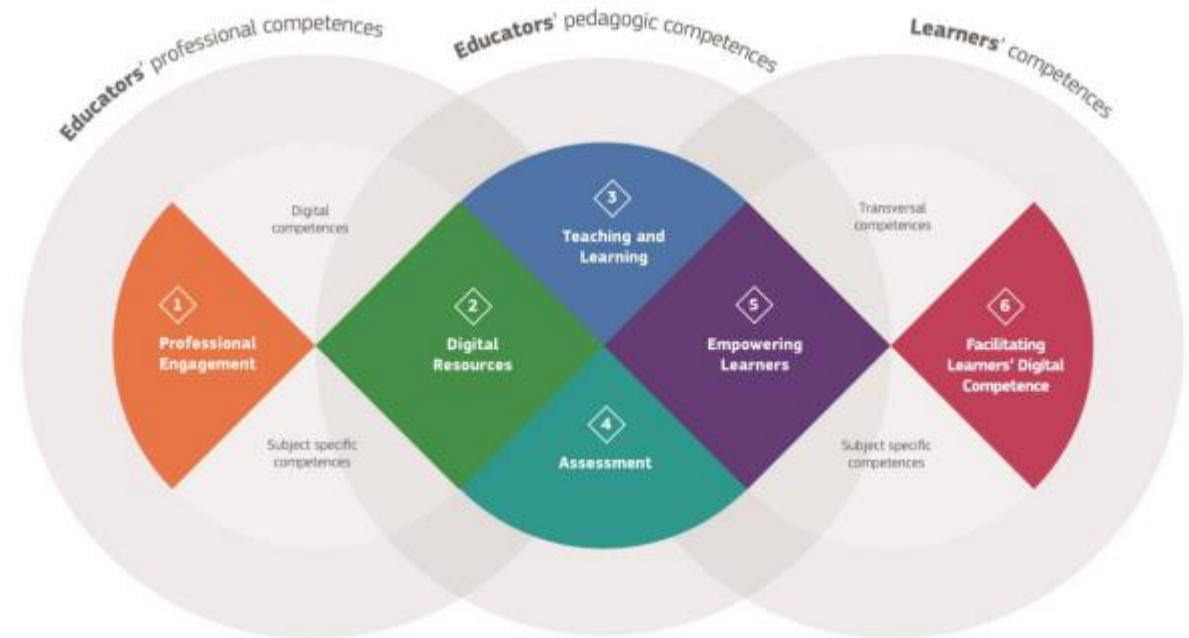 Educators' professional competences
Educators' pedagogic competences
Learners' competences
Digital
competences
Transversal
competences
3
Teaching and
Learning
1
Professional
Engagement
2
Digital
Resources
5
Empowering
Learners
6
Facilitating
Learners' Digital
Competence
4
Assessment
Subject specific
competences
Subject specific
competences